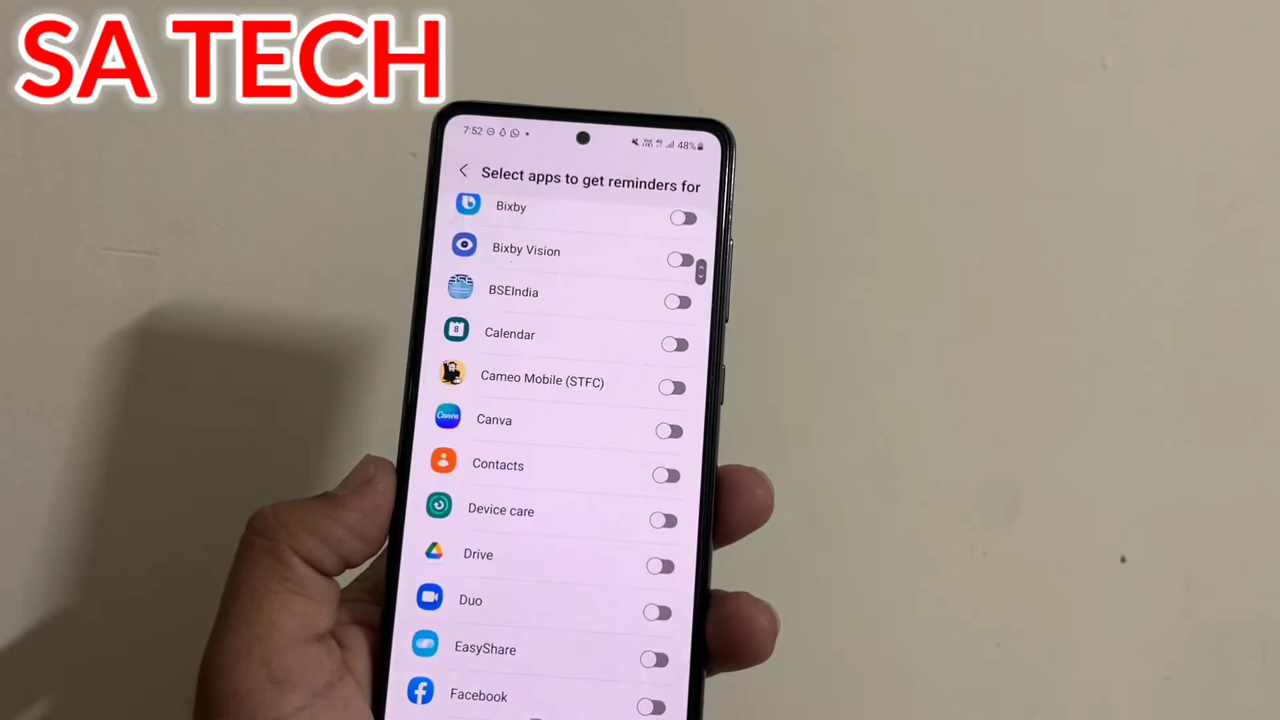 SA TECH
7:52
48%
Select apps to get reminders for
Bixby
Bixby Vision
BSEIndia
Calendar
8
Cameo Mobile (STFC)
Canva
Canva
Contacts
Device care
Drive
Duo
EasyShare
Facebook